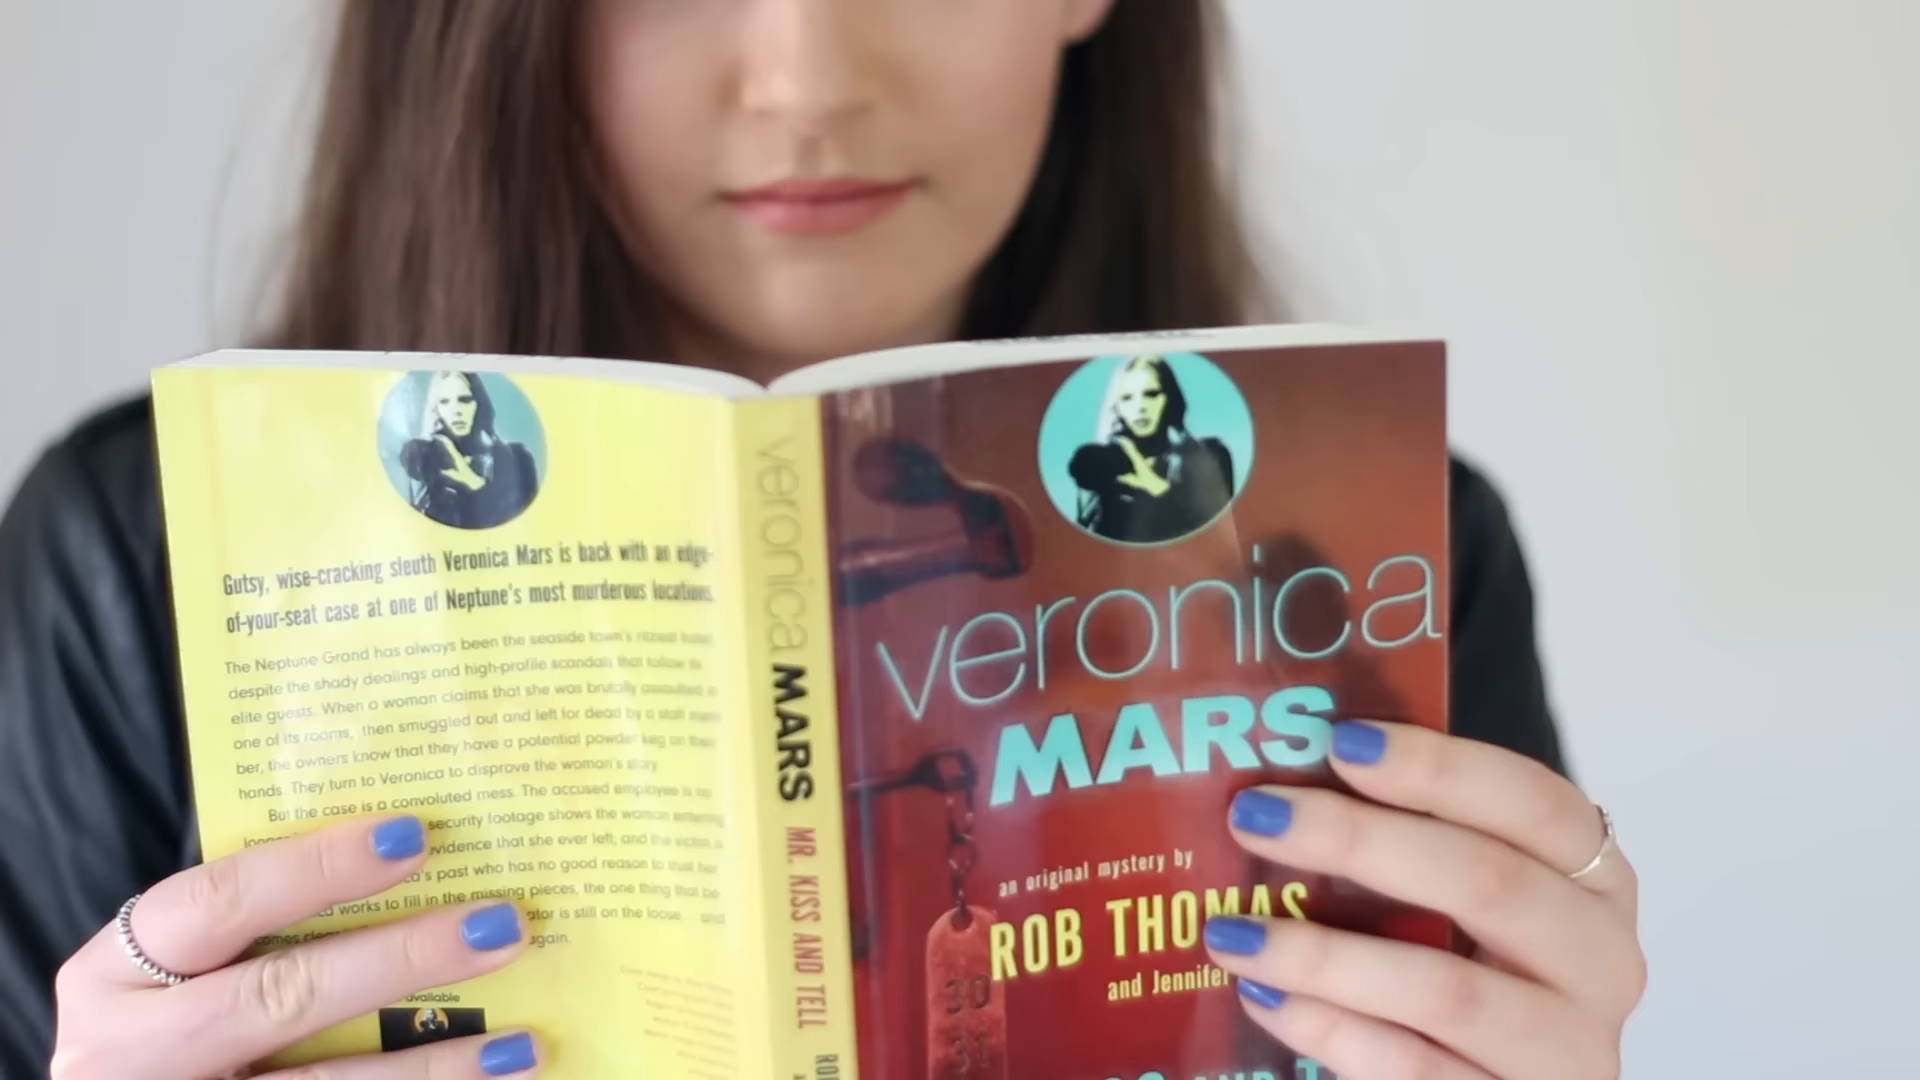 Gutsy, wise-cracking sleuth Veronica Mars is back with an edge-
of-your-seat case at one of Neptune's most murderous locations.
The Neptune Grand has always been the seaside town's ritziest hotel
despite the shady dealings and high-profile scandals that follow its
elite guests. When a woman claims that she was brutally assaulted in
one of its rooms, then smuggled out and left for dead by a staff mem-
ber, the owners know that they have a potential powder keg on their
hands. They turn to Veronica to disprove the woman's story
But the case is a convoluted mess. The accused employee is no
security footage shows the woman entering
evidence that she ever left, and the victim is
past who has no good reason to trust her
works to fill in the missing pieces, the one thing that be
comes is still on the loose and
again.
available
veronica MARS MR. KISS AND TELL
veronica
MARS
an original mystery by
ROB THOMAS
and Jennifer
30
31
AND